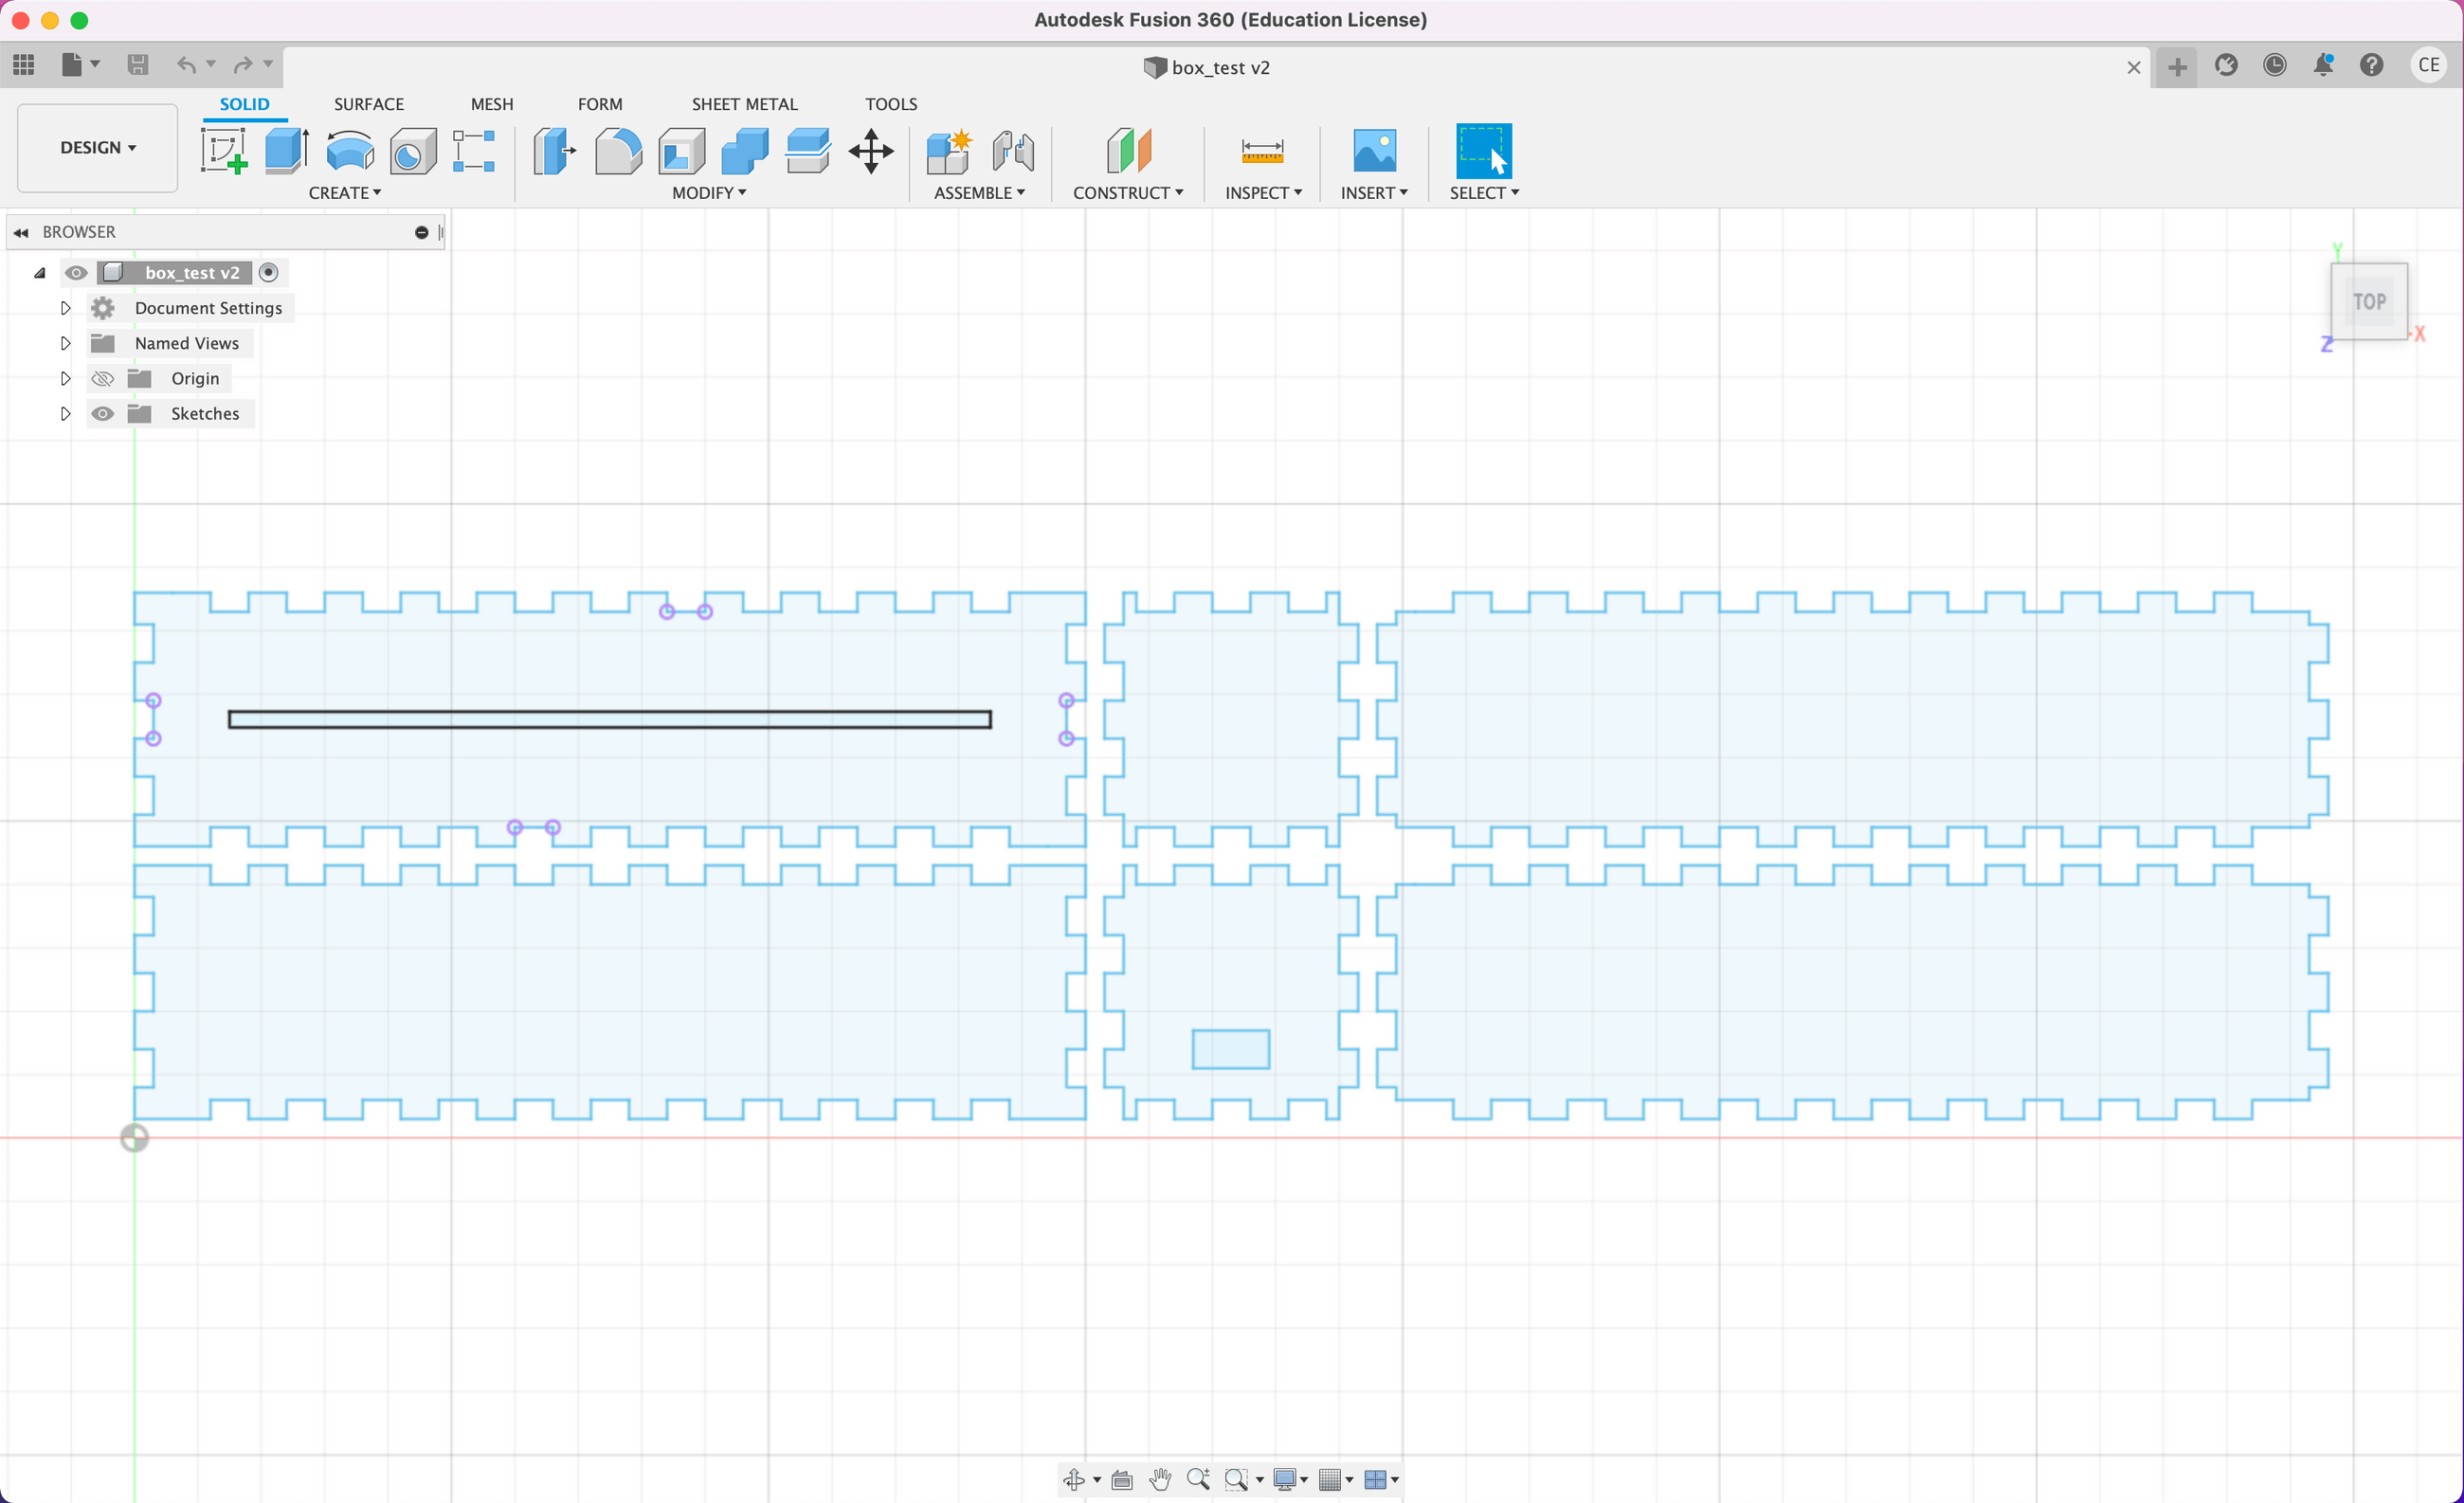 Autodesk Fusion 360 (Education License)
box_test v2
CE
SOLID SURFACE MESH FORM SHEET METAL TOOLS
DESIGN
CREATE MODIFY ASSEMBLE CONSTRUCT INSPECT INSERT SELECT
BROWSER
box_test v2
Document Settings
Named Views
Origin
Sketches
Y
TOP
X
Z